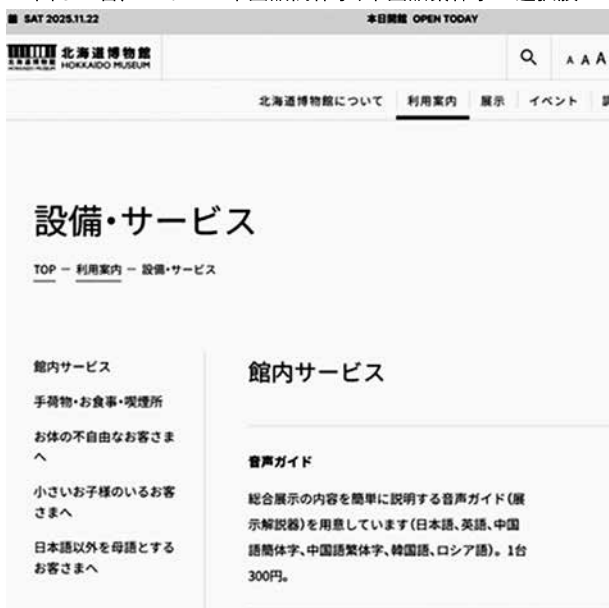 SAT 2025.11.22
本日開館 OPEN TODAY
北海道博物館
HOKKAIDO MUSEUM
A A A
北海道博物館について 利用案内 展示 イベント
設備・サービス
TOP － 利用案内 － 設備・サービス
館内サービス
手荷物・お食事・喫煙所
お体の不自由なお客さま
へ
小さいお子様のいるお客
さまへ
日本語以外を母語とする
お客さまへ
館内サービス
音声ガイド
総合展示の内容を簡単に説明する音声ガイド（展
示解説器）を用意しています（日本語、英語、中国
語簡体字、中国語繁体字、韓国語、ロシア語）。1台
300円。